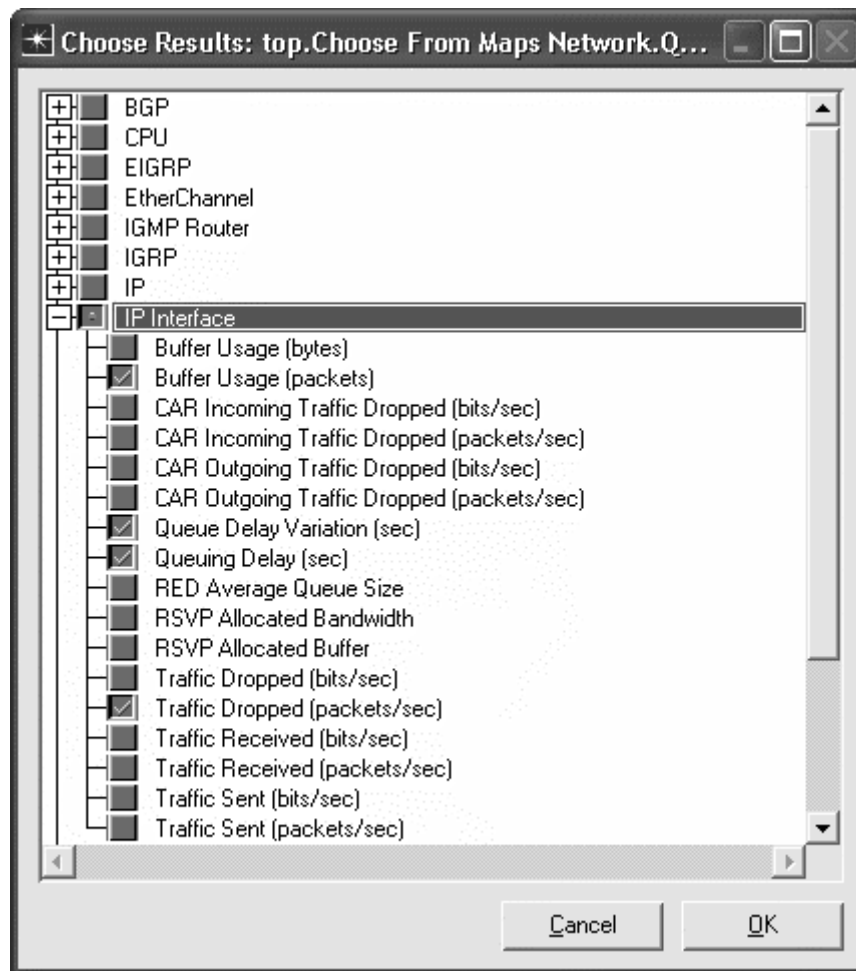 Choose Results: top.Choose From Maps Network.Q...
BGP
CPU
EIGRP
EtherChannel
IGMP Router
IGRP
IP
IP Interface
Buffer Usage (bytes)
Buffer Usage (packets)
CAR Incoming Traffic Dropped (bits/sec)
CAR Incoming Traffic Dropped (packets/sec)
CAR Outgoing Traffic Dropped (bits/sec)
CAR Outgoing Traffic Dropped (packets/sec)
Queue Delay Variation (sec)
Queuing Delay (sec)
RED Average Queue Size
RSVP Allocated Bandwidth
RSVP Allocated Buffer
Traffic Dropped (bits/sec)
Traffic Dropped (packets/sec)
Traffic Received (bits/sec)
Traffic Received (packets/sec)
Traffic Sent (bits/sec)
Traffic Sent (packets/sec)
Cancel OK